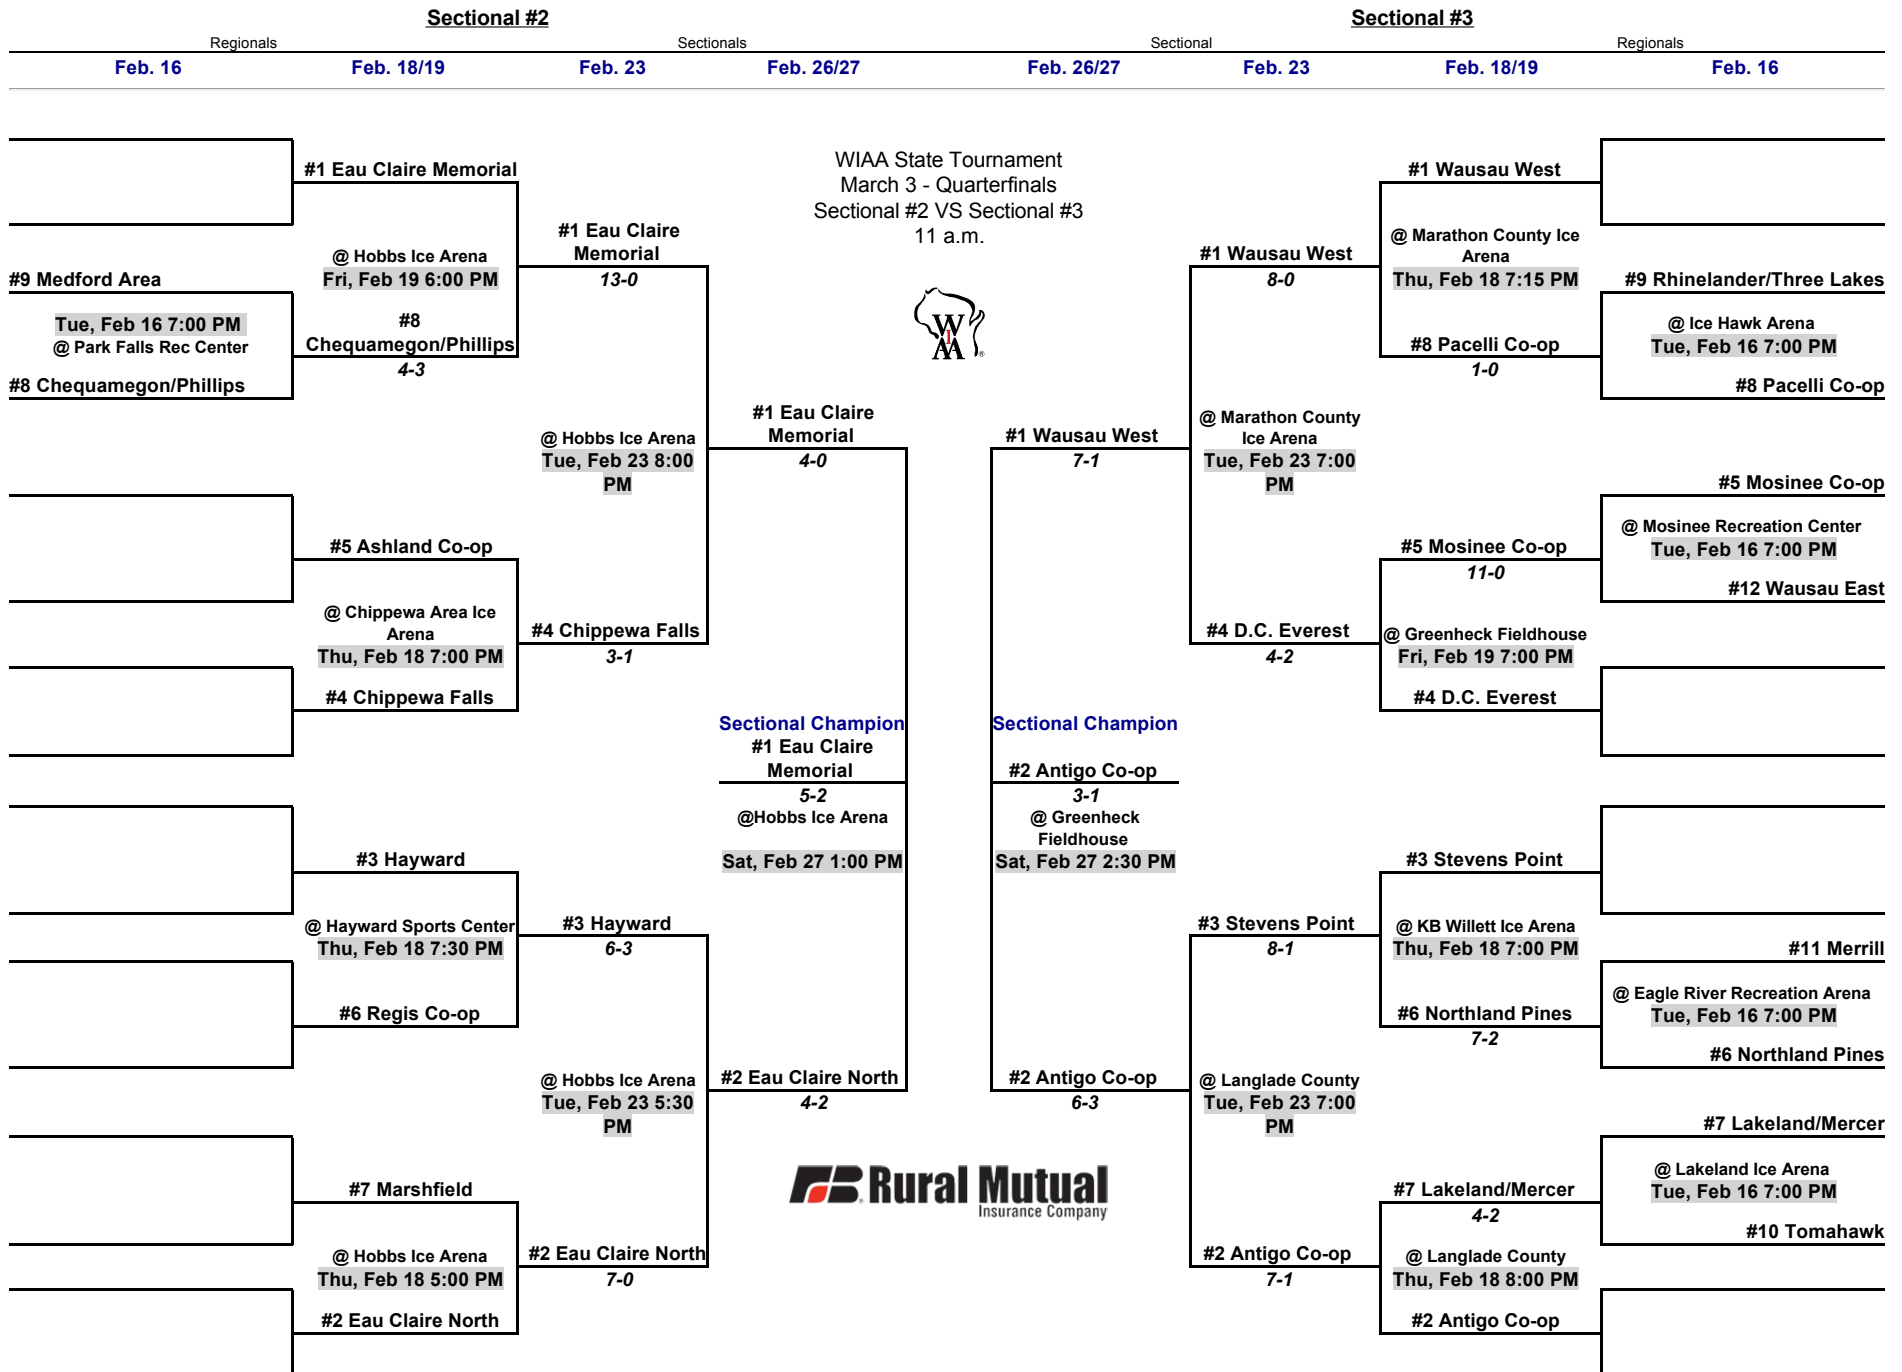 Sectional #2
Sectional #3
Regionals
Sectionals
Sectional
Regionals
Feb. 16
Feb. 18/19
Feb. 23
Feb. 26/27
Feb. 26/27
Feb. 23
Feb. 18/19
Feb. 16
#9 Medford Area
Tue, Feb 16 7:00 PM
@ Park Falls Rec Center
#8 Chequamegon/Phillips
#1 Eau Claire Memorial
@ Hobbs Ice Arena
Fri, Feb 19 6:00 PM
#8
Chequamegon/Phillips
4-3
#5 Ashland Co-op
@ Chippewa Area Ice
Arena
Thu, Feb 18 7:00 PM
#4 Chippewa Falls
#3 Hayward
@ Hayward Sports Center
Thu, Feb 18 7:30 PM
#6 Regis Co-op
#7 Marshfield
@ Hobbs Ice Arena
Thu, Feb 18 5:00 PM
#2 Eau Claire North
#1 Eau Claire
Memorial
13-0
@ Hobbs Ice Arena
Tue, Feb 23 8:00
PM
#4 Chippewa Falls
3-1
#3 Hayward
6-3
@ Hobbs Ice Arena
Tue, Feb 23 5:30
PM
#2 Eau Claire North
7-0
WIAA State Tournament
March 3 - Quarterfinals
Sectional #2 VS Sectional #3
11 a.m.
WIAA
#1 Eau Claire
Memorial
4-0
Sectional Champion
#1 Eau Claire
Memorial
5-2
@Hobbs Ice Arena
Sat, Feb 27 1:00 PM
#2 Eau Claire North
4-2
Rural Mutual
Insurance Company
#1 Wausau West
7-1
Sectional Champion
#2 Antigo Co-op
3-1
@ Greenheck
Fieldhouse
Sat, Feb 27 2:30 PM
#2 Antigo Co-op
6-3
#1 Wausau West
8-0
@ Marathon County
Ice Arena
Tue, Feb 23 7:00
PM
#4 D.C. Everest
4-2
#3 Stevens Point
8-1
@ Langlade County
Tue, Feb 23 7:00
PM
#2 Antigo Co-op
7-1
#1 Wausau West
@ Marathon County Ice
Arena
Thu, Feb 18 7:15 PM
#8 Pacelli Co-op
1-0
#5 Mosinee Co-op
11-0
@ Greenheck Fieldhouse
Fri, Feb 19 7:00 PM
#4 D.C. Everest
#3 Stevens Point
@ KB Willett Ice Arena
Thu, Feb 18 7:00 PM
#6 Northland Pines
7-2
#7 Lakeland/Mercer
4-2
@ Langlade County
Thu, Feb 18 8:00 PM
#2 Antigo Co-op
#9 Rhinelander/Three Lakes
@ Ice Hawk Arena
Tue, Feb 16 7:00 PM
#8 Pacelli Co-op
#5 Mosinee Co-op
@ Mosinee Recreation Center
Tue, Feb 16 7:00 PM
#12 Wausau East
#11 Merrill
@ Eagle River Recreation Arena
Tue, Feb 16 7:00 PM
#6 Northland Pines
#7 Lakeland/Mercer
@ Lakeland Ice Arena
Tue, Feb 16 7:00 PM
#10 Tomahawk